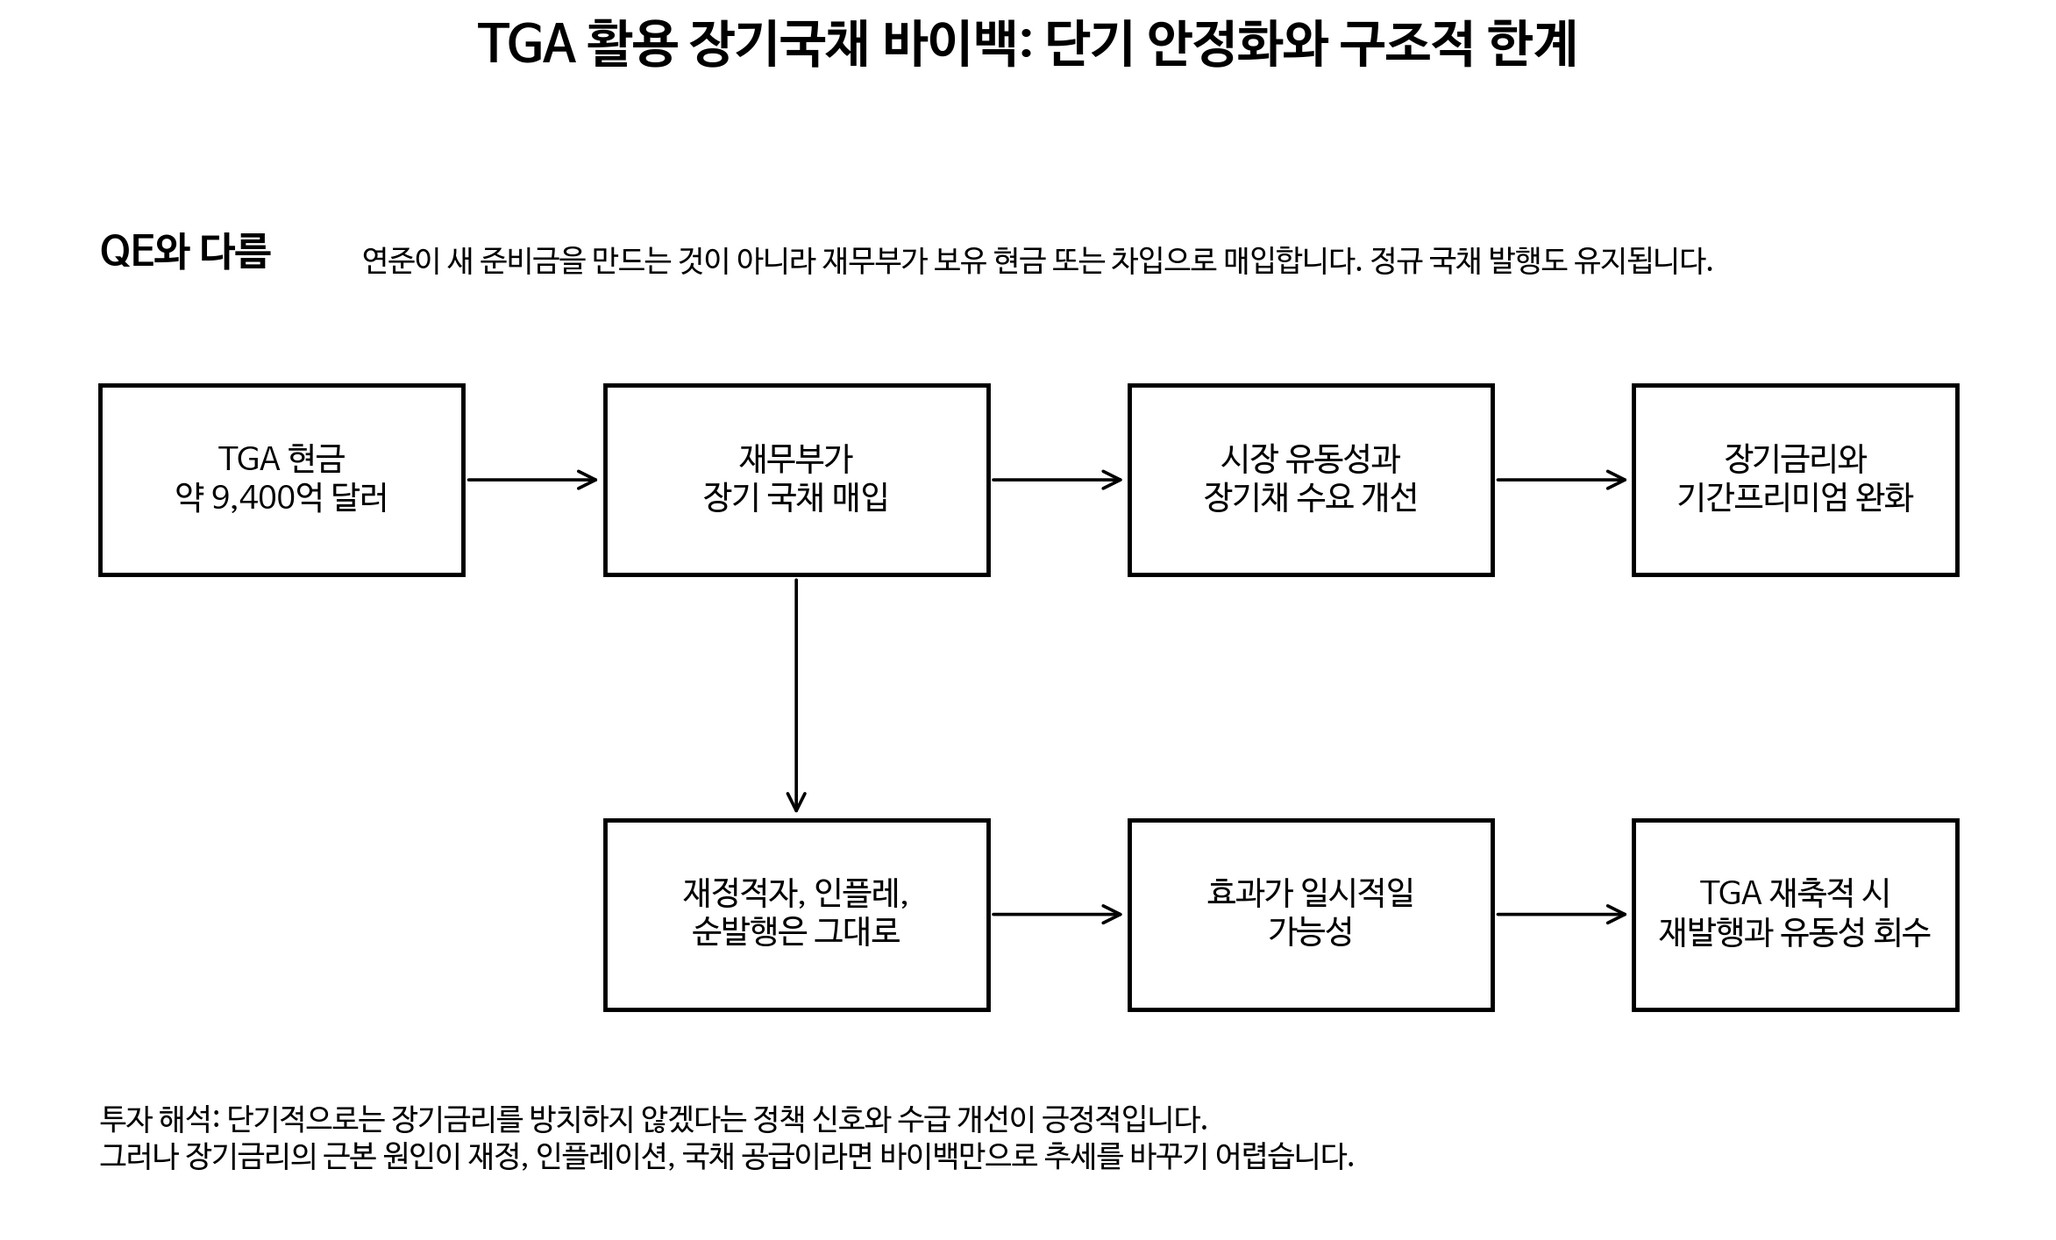 TGA 활용 장기국채 바이백: 단기 안정화와 구조적 한계
QE와 다름
연준이 새 준비금을 만드는 것이 아니라 재무부가 보유 현금 또는 차입으로 매입합니다. 정규 국채 발행도 유지됩니다.
TGA 현금
약 9,400억 달러
재무부가
장기 국채 매입
시장 유동성과
장기채 수요 개선
장기금리와
기간프리미엄 완화
재정적자, 인플레,
순발행은 그대로
효과가 일시적일
가능성
TGA 재축적 시
재발행과 유동성 회수
투자 해석: 단기적으로는 장기금리를 방치하지 않겠다는 정책 신호와 수급 개선이 긍정적입니다.
그러나 장기금리의 근본 원인이 재정, 인플레이션, 국채 공급이라면 바이백만으로 추세를 바꾸기 어렵습니다.